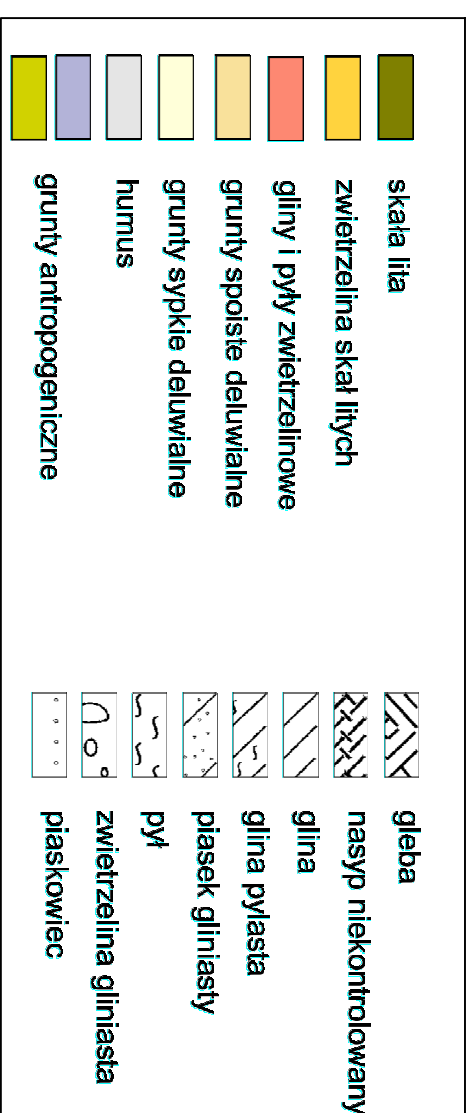 skała lita
zwietrzelina skał litych
gliny i pyły zwietrzelinowe
grunty spoiste deluwialne
grunty sypkie deluwialne
humus
grunty antropogeniczne
gleba
nasyp niekontrolowany
glina
glina pylasta
piasek gliniasty
pył
zwietrzelina gliniasta
piaskowiec